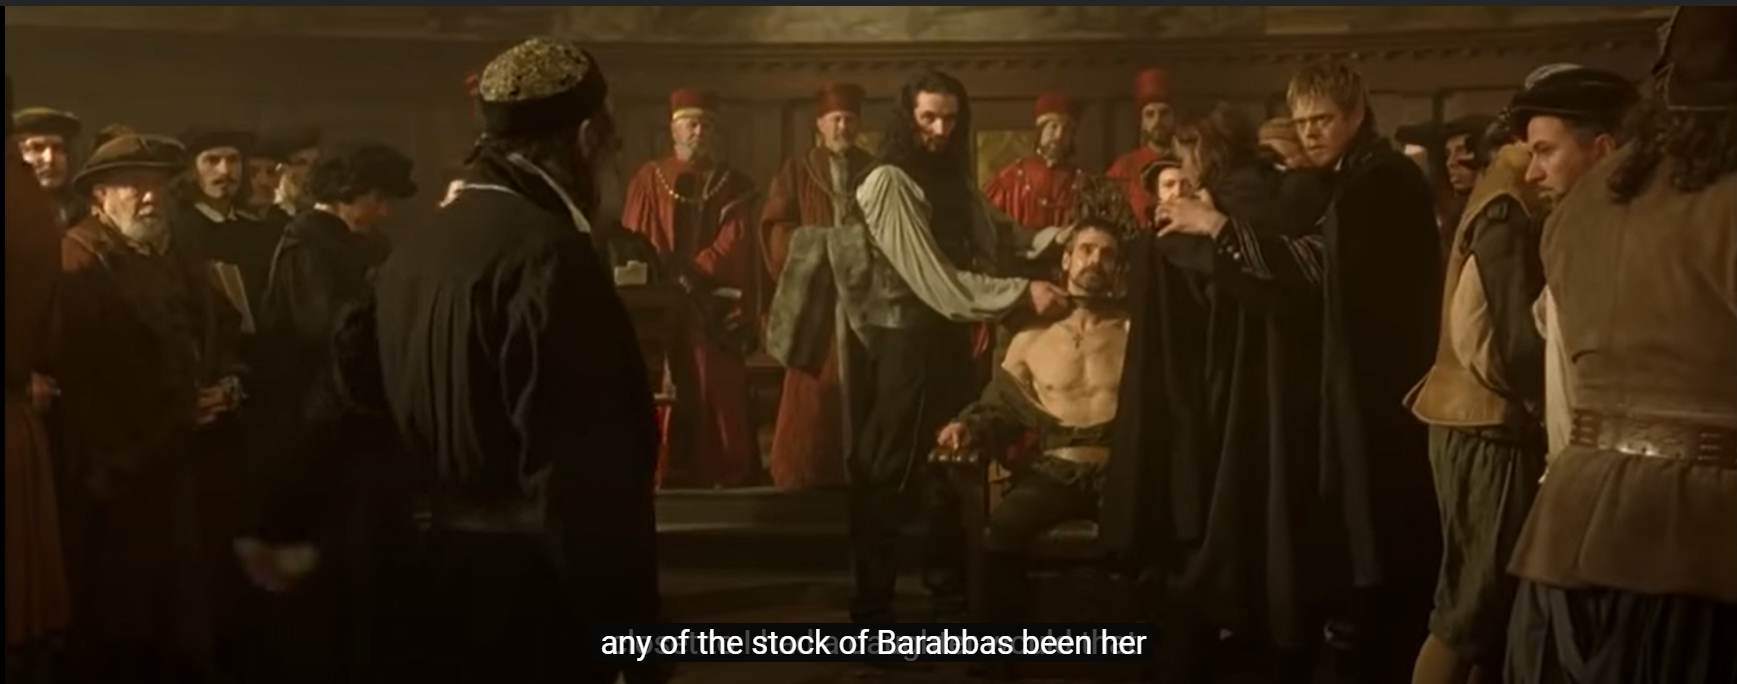 any of the stock of Barabbas been her